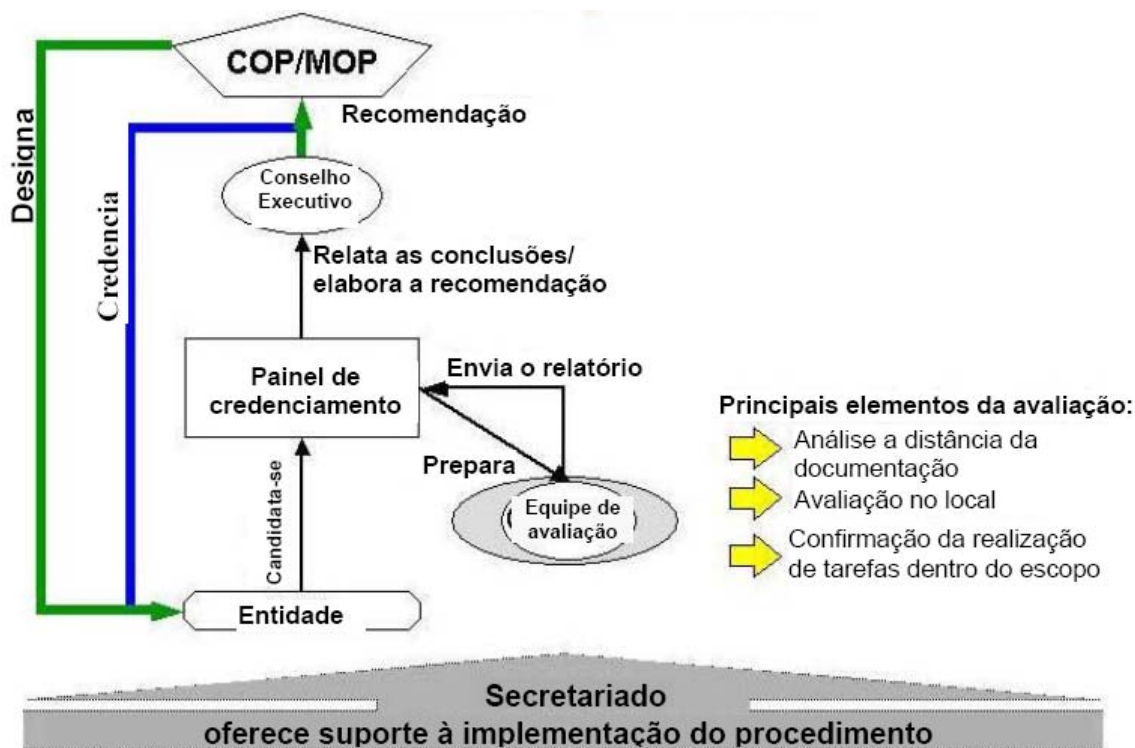 COP/MOP
Recomendação
Designa
Credencia
Conselho
Executivo
Relata as conclusões/
elabora a recomendação
Painel de
credenciamento
Envia o relatório
Prepara
Candidata-se
Equipe de
avaliação
Entidade
Principais elementos da avaliação:
Análise a distância da
documentação
Avaliação no local
Confirmação da realização
de tarefas dentro do escopo
Secretariado
oferece suporte à implementação do procedimento